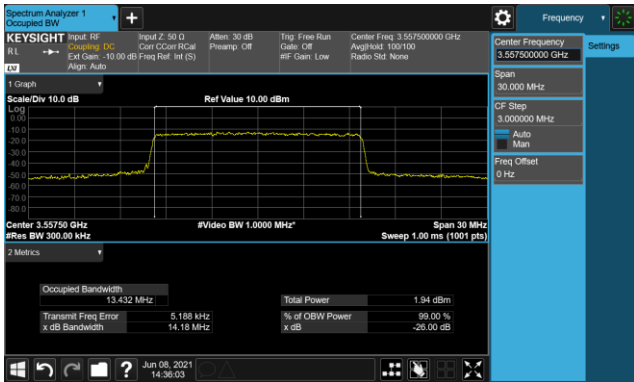 Spectrum Analyzer 1
Occupied BW
Frequency
KEYSIGHT Input: RF Input Z: 50 Ω Atten: 30 dB Trig: Free Run Center Freq: 3.557500000 GHz
RL Coupling: DC Corr CCorr RCal Preamp: Off Gate: Off Avg|Hold: 100/100
Ext Gain: -10.00 dB Freq Ref: Int (S) #IF Gain: Low Radio Std: None
Align: Auto
LXI
Center Frequency
3.557500000 GHz
Settings
Span
30.000 MHz
CF Step
3.000000 MHz
Auto
Man
Freq Offset
0 Hz
1 Graph
Scale/Div 10.0 dB Ref Value 10.00 dBm
Log
0.00
-10.0
-20.0
-30.0
-40.0
-50.0
-60.0
-70.0
-80.0
Center 3.55750 GHz #Video BW 1.0000 MHz* Span 30 MHz
#Res BW 300.00 kHz Sweep 1.00 ms (1001 pts)
2 Metrics
Occupied Bandwidth
13.432 MHz Total Power 1.94 dBm
Transmit Freq Error 5.188 kHz % of OBW Power 99.00 %
x dB Bandwidth 14.18 MHz x dB -26.00 dB
? Jun 08, 2021
14:36:03